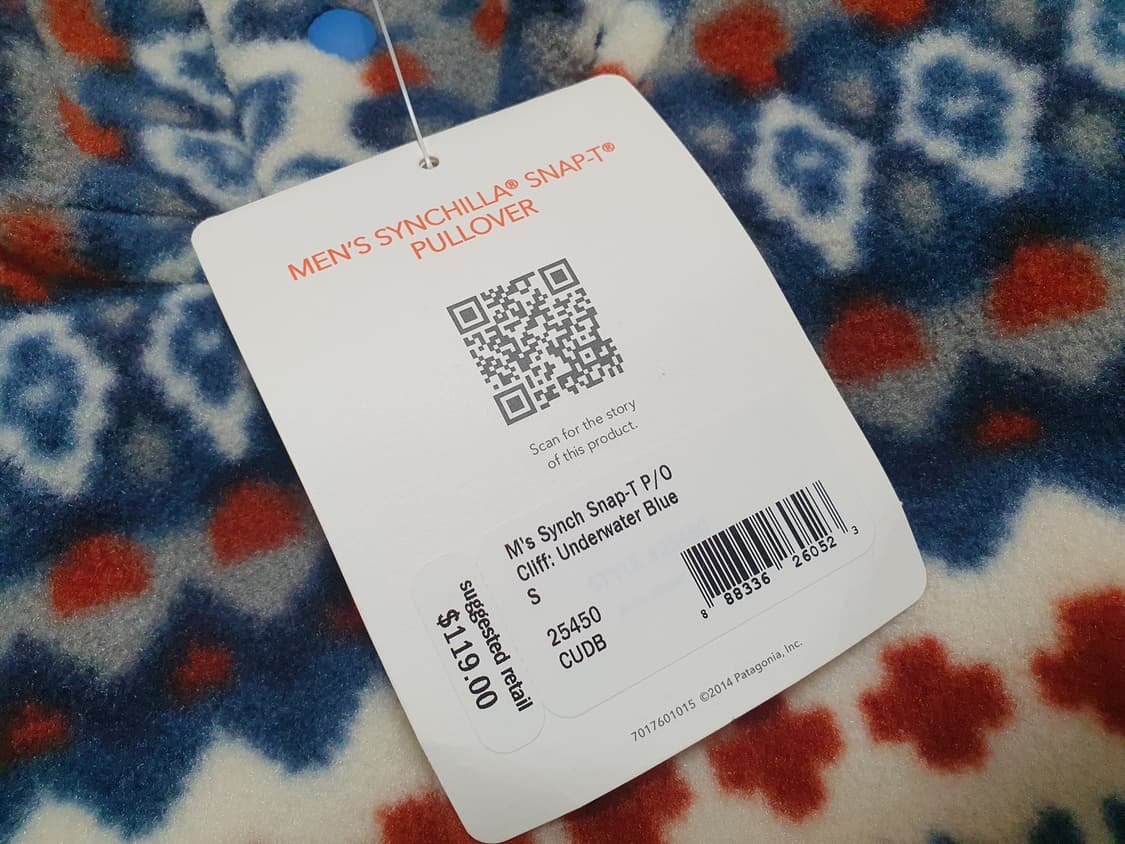 MEN'S SYNCHILLA® SNAP-T®
PULLOVER
Scan for the story
of this product.
M's Synch Snap-T P/O
Cliff: Underwater Blue
S
25450
CUDB
8 88336 26052 3
suggested retail
$119.00
7017601015 ©2014 Patagonia, Inc.